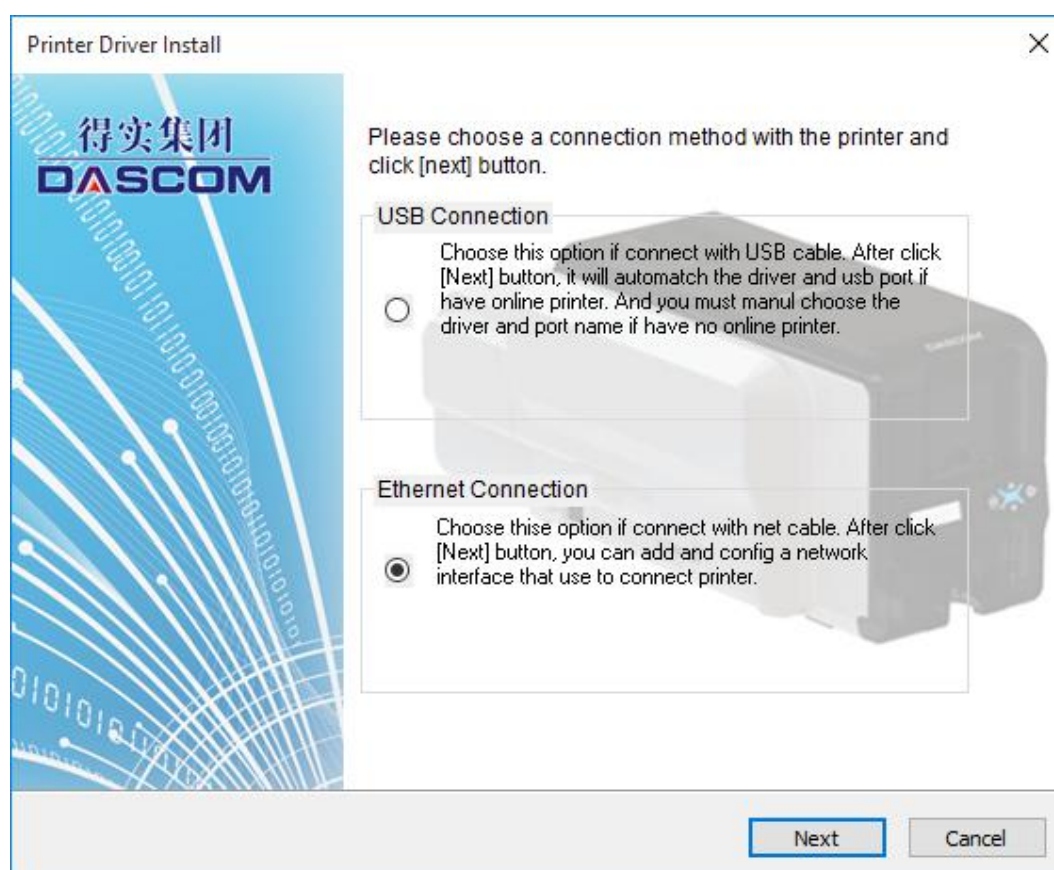 Printer Driver Install
得实集团
DASCOM
Please choose a connection method with the printer and
click [next] button.
USB Connection
Choose this option if connect with USB cable. After click
[Next] button, it will automatch the driver and usb port if
have online printer. And you must manul choose the
driver and port name if have no online printer.
Ethernet Connection
Choose thise option if connect with net cable. After click
[Next] button, you can add and config a network
interface that use to connect printer.
Next
Cancel